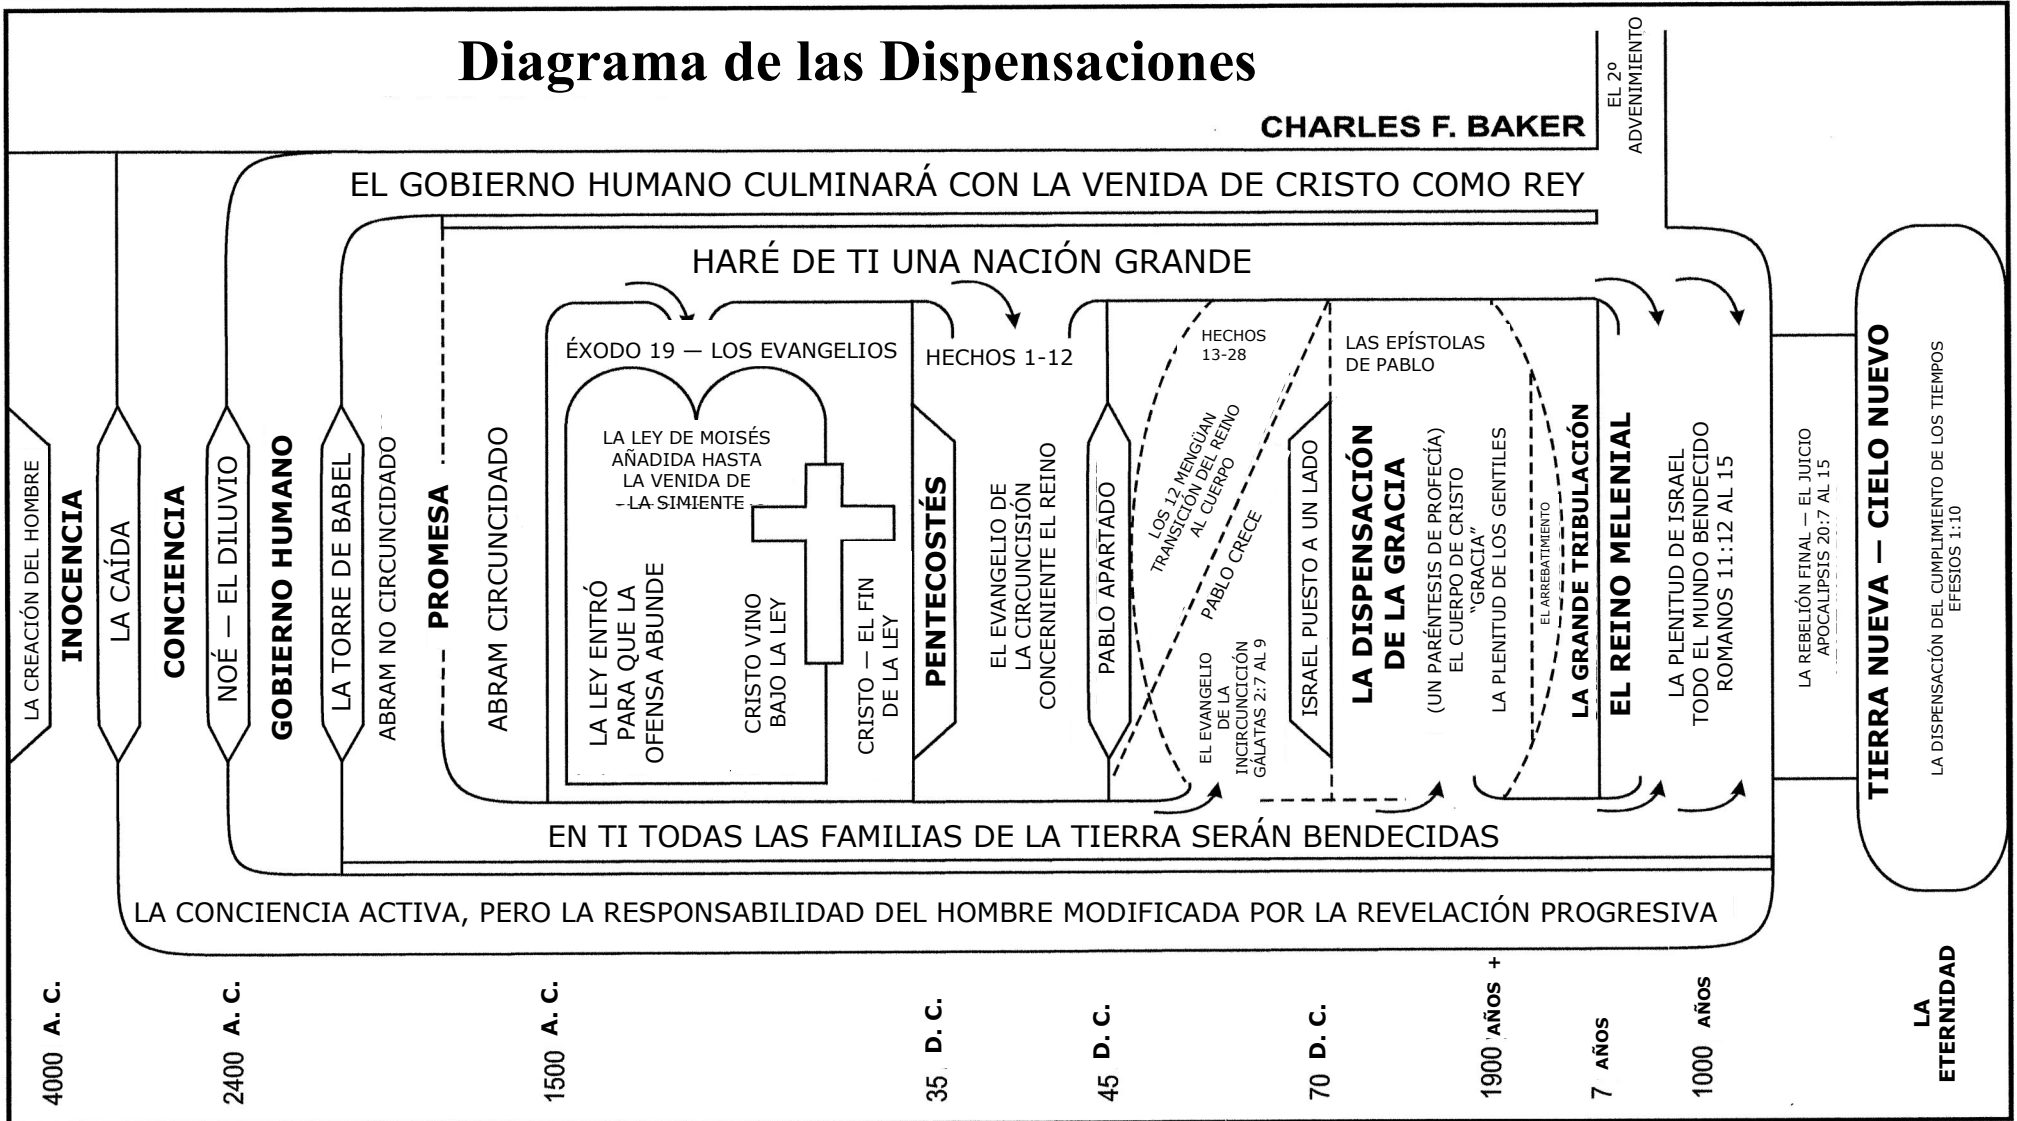 Diagrama de las Dispensaciones
CHARLES F. BAKER
EL 2º
ADVENIMIENTO
EL GOBIERNO HUMANO CULMINARÁ CON LA VENIDA DE CRISTO COMO REY
HARÉ DE TI UNA NACIÓN GRANDE
LA CREACIÓN DEL HOMBRE
INOCENCIA
LA CAÍDA
CONCIENCIA
NOÉ — EL DILUVIO
GOBIERNO HUMANO
LA TORRE DE BABEL
ABRAM NO CIRCUNCIDADO
PROMESA
ABRAM CIRCUNCIDADO
ÉXODO 19 — LOS EVANGELIOS
LA LEY DE MOISÉS
AÑADIDA HASTA
LA VENIDA DE
LA SIMIENTE
LA LEY ENTRÓ
PARA QUE LA
OFENSA ABUNDE
CRISTO VINO
BAJO LA LEY
CRISTO — EL FIN
DE LA LEY
PENTECOSTÉS
HECHOS 1-12
EL EVANGELIO DE
LA CIRCUNCISIÓN
CONCERNIENTE EL REINO
PABLO APARTADO
HECHOS
13-28
LOS 12 MENGÜAN
TRANSICIÓN DEL REINO
AL CUERPO
PABLO CRECE
EL EVANGELIO
DE LA
INCIRCUNCICIÓN
GÁLATAS 2:7 AL 9
ISRAEL PUESTO A UN LADO
LAS EPÍSTOLAS
DE PABLO
LA DISPENSACIÓN
DE LA GRACIA
(UN PARÉNTESIS DE PROFECÍA)
EL CUERPO DE CRISTO
“GRACIA”
LA PLENITUD DE LOS GENTILES
EL ARREBATIMIENTO
LA GRANDE TRIBULACIÓN
EL REINO MELENIAL
LA PLENITUD DE ISRAEL
TODO EL MUNDO BENDECIDO
ROMANOS 11:12 AL 15
LA REBELIÓN FINAL — EL JUICIO
APOCALIPSIS 20:7 AL 15
TIERRA NUEVA — CIELO NUEVO
LA DISPENSACIÓN DEL CUMPLIMIENTO DE LOS TIEMPOS
EFESIOS 1:10
EN TI TODAS LAS FAMILIAS DE LA TIERRA SERÁN BENDECIDAS
LA CONCIENCIA ACTIVA, PERO LA RESPONSABILIDAD DEL HOMBRE MODIFICADA POR LA REVELACIÓN PROGRESIVA
4000 A. C.
2400 A. C.
1500 A. C.
35 D. C.
45 D. C.
70 D. C.
1900 AÑOS +
7 AÑOS
1000 AÑOS
LA
ETERNIDAD